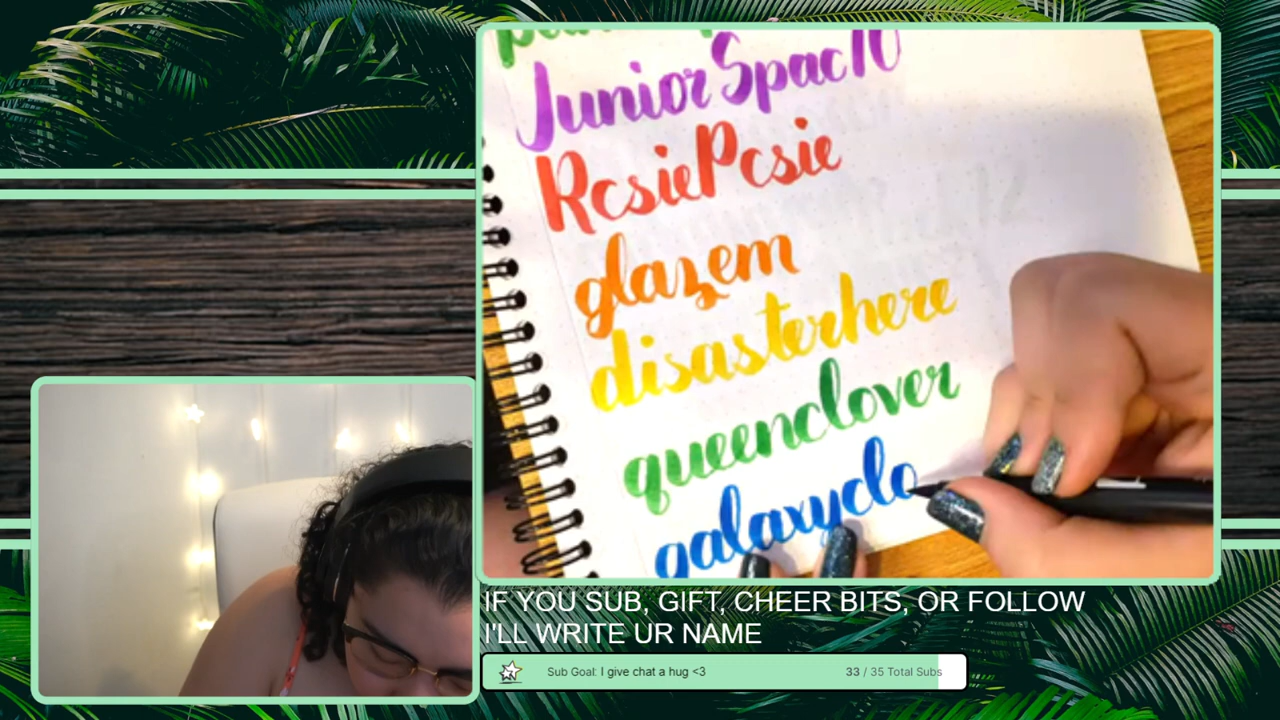 JuniorSpac10
RosiePosie
glazem
disasterhere
queenclover
galaxyclo
IF YOU SUB, GIFT, CHEER BITS, OR FOLLOW
I'LL WRITE UR NAME
Sub Goal: I give chat a hug <3 33 / 35 Total Subs